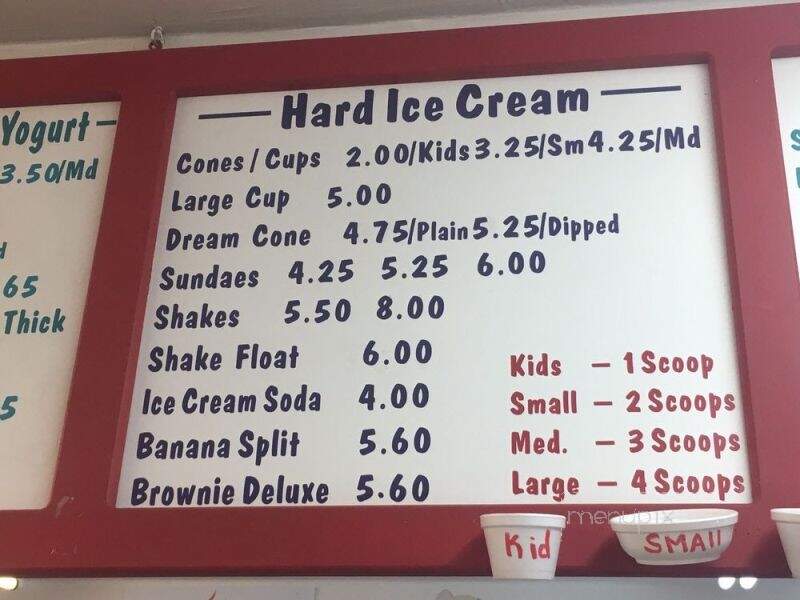 Yogurt –
3.50/Md
65
Thick
5
— Hard Ice Cream —
Cones / Cups 2.00/Kids 3.25/Sm 4.25/Md
Large Cup 5.00
Dream Cone 4.75/Plain 5.25/Dipped
Sundaes 4.25 5.25 6.00
Shakes 5.50 8.00
Shake Float 6.00
Ice Cream Soda 4.00
Banana Split 5.60
Brownie Deluxe 5.60
Kids – 1 Scoop
Small – 2 Scoops
Med. – 3 Scoops
Large – 4 Scoops
menupix
Kid
SMAll